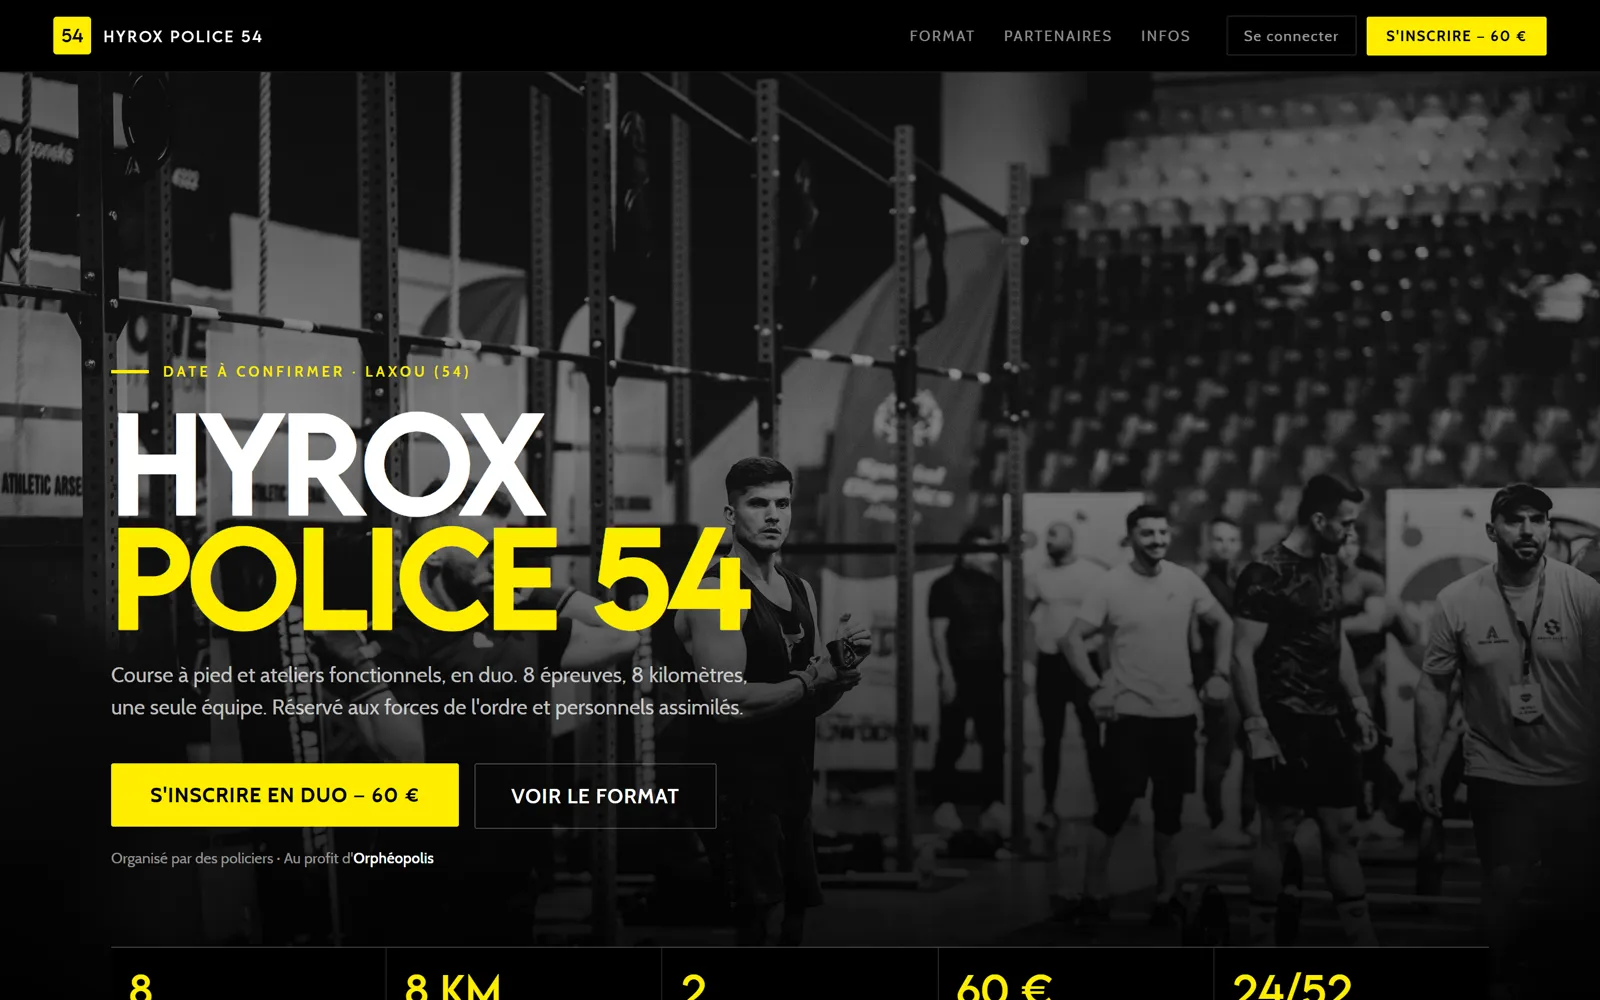 54 HYROX POLICE 54
FORMAT PARTENAIRES INFOS Se connecter S'INSCRIRE – 60 €
DATE À CONFIRMER · LAXOU (54)
HYROX
POLICE 54
ATHLETIC ARSE
Course à pied et ateliers fonctionnels, en duo. 8 épreuves, 8 kilomètres,
une seule équipe. Réservé aux forces de l'ordre et personnels assimilés.
S'INSCRIRE EN DUO – 60 € VOIR LE FORMAT
Organisé par des policiers · Au profit d'Orphéopolis
8 8 KM 2 60 € 24/52